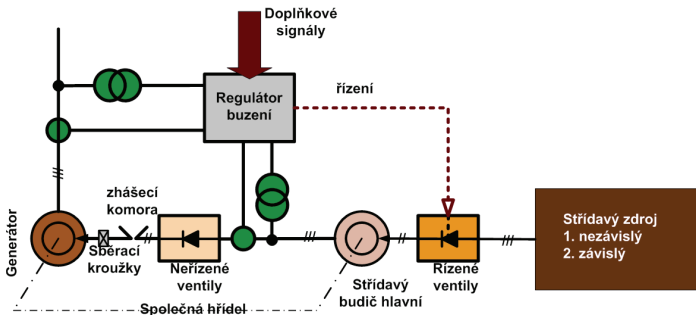 Doplňkové
signály
Regulátor
buzení
řízení
zhášecí
komora
Generátor
Sběrací
kroužky
Neřízené
ventily
Střídavý
budič hlavní
Řízené
ventily
Střídavý zdroj
1. nezávislý
2. závislý
Společná hřídel